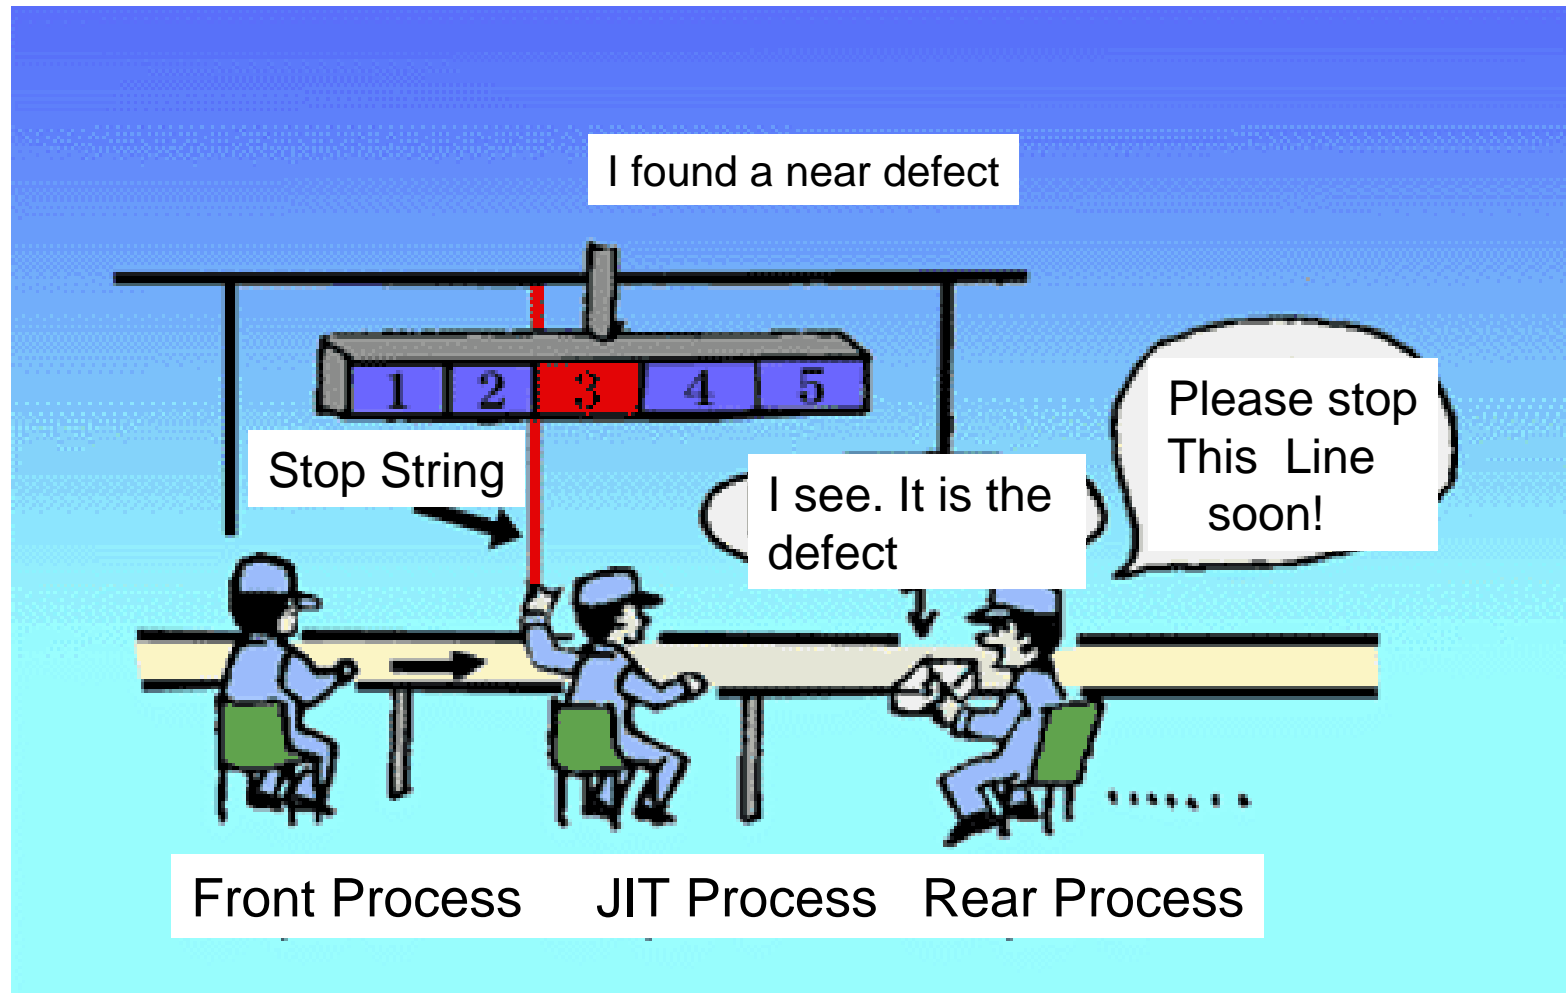 I found a near defect
1 2 3 4 5
Stop String
I see. It is the
defect
Please stop
This Line
soon!
Front Process JIT Process Rear Process